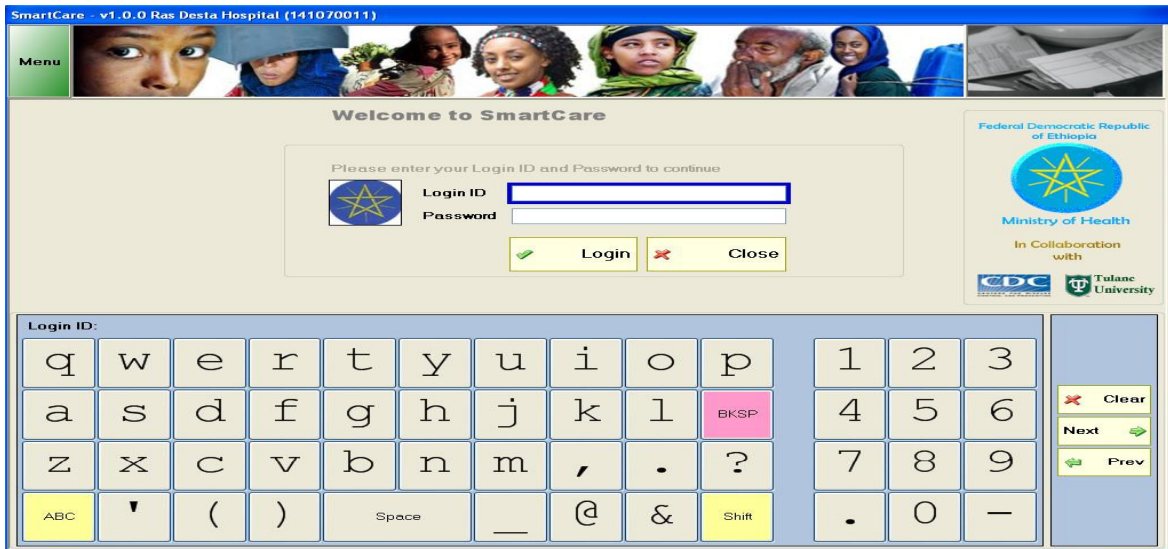 SmartCare - v1.0.0 Ras Desta Hospital (141070011)
Menu
Welcome to SmartCare
Please enter your Login ID and Password to continue
Login ID
Password
Login
Close
Federal Democratic Republic
of Ethiopia
Ministry of Health
In Collaboration
with
CDC
Tulane
University
Login ID:
q w e r t y u i o p 1 2 3
a s d f g h j k l BKSP 4 5 6
z x c v b n m , . ? 7 8 9
ABC ' ( ) Space _ @ & Shift . 0 -
Clear
Next
Prev